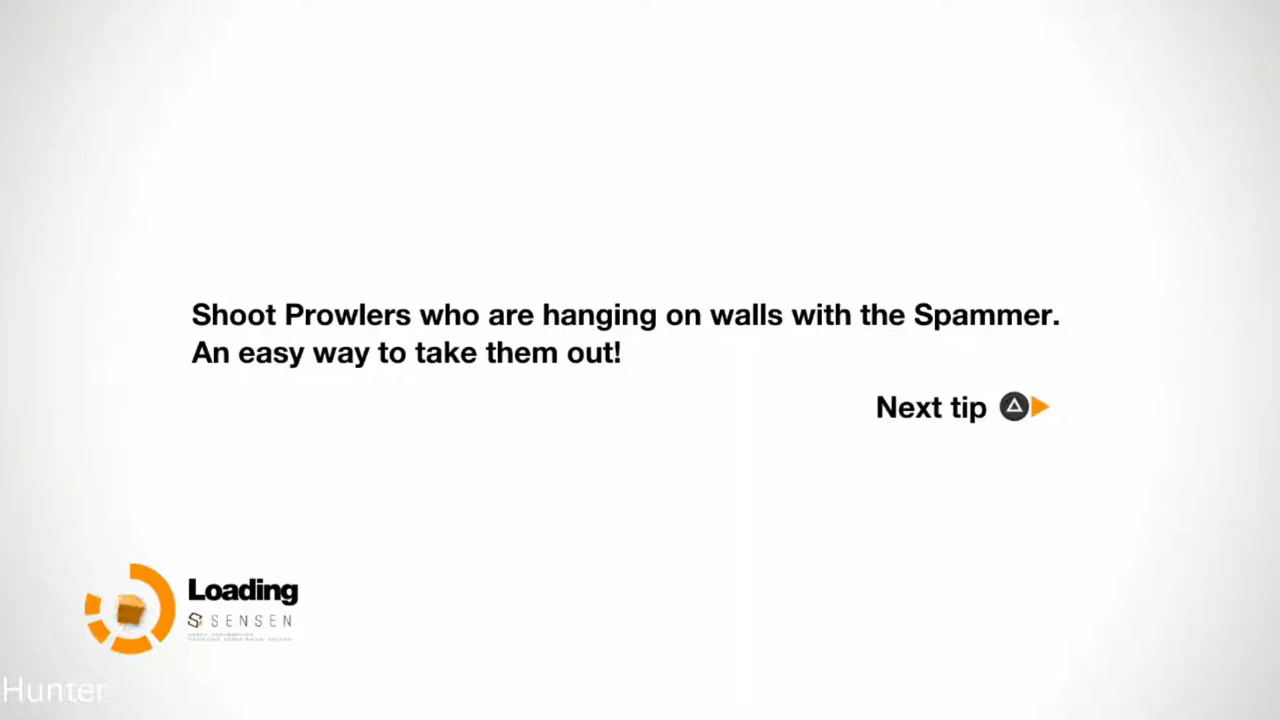 Shoot Prowlers who are hanging on walls with the Spammer.
An easy way to take them out!
Next tip
Loading
SENSEN
Hunter